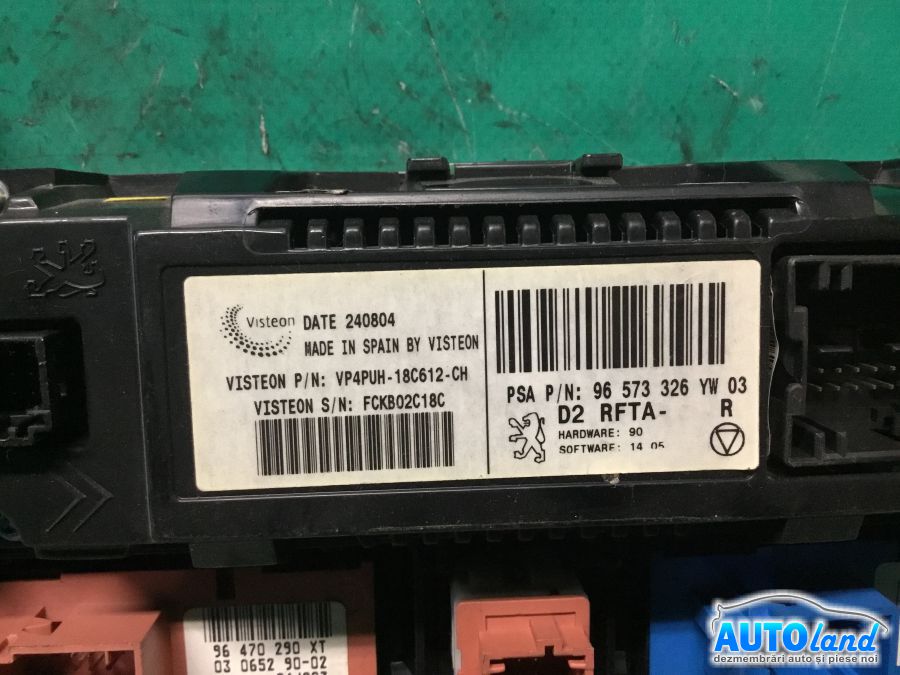 Visteon DATE 240804
MADE IN SPAIN BY VISTEON
VISTEON P/N: VP4PUH-18C612-CH
VISTEON S/N: FCKB02C18C
PSA P/N: 96 573 326 YW 03
D2 RFTA- R
HARDWARE: 90
SOFTWARE: 14 05
96 470 290 XT
03 0652 90-02
AUTOland
dezmembrări auto și piese noi